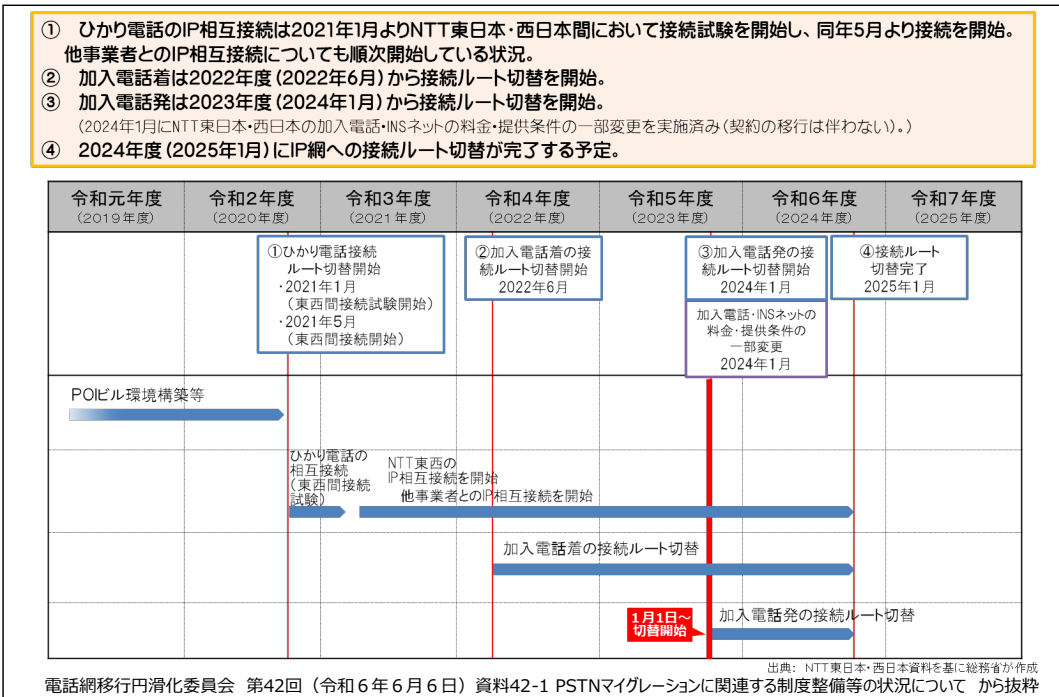 ① ひかり電話のIP相互接続は2021年1月よりNTT東日本・西日本間において接続試験を開始し、同年5月より接続を開始。
他事業者とのIP相互接続についても順次開始している状況。
② 加入電話着は2022年度(2022年6月)から接続ルート切替を開始。
③ 加入電話発は2023年度(2024年1月)から接続ルート切替を開始。
(2024年1月にNTT東日本・西日本の加入電話・INSネットの料金・提供条件の一部変更を実施済み(契約の移行は伴わない)。)
④ 2024年度(2025年1月)にIP網への接続ルート切替が完了する予定。
令和元年度
(2019年度)
令和2年度
(2020年度)
令和3年度
(2021年度)
令和4年度
(2022年度)
令和5年度
(2023年度)
令和6年度
(2024年度)
令和7年度
(2025年度)
①ひかり電話接続
ルート切替開始
・2021年1月
(東西間接続試験開始)
・2021年5月
(東西間接続開始)
②加入電話着の接
続ルート切替開始
2022年6月
③加入電話発の接
続ルート切替開始
2024年1月
④接続ルート
切替完了
2025年1月
加入電話・INSネットの
料金・提供条件の
一部変更
2024年1月
POIビル環境構築等
ひかり電話の
相互接続
(東西間接続
試験)
NTT東西の
IP相互接続を開始
他事業者とのIP相互接続を開始
加入電話着の接続ルート切替
1月1日~
切替開始
加入電話発の接続ルート切替
出典: NTT東日本・西日本資料を基に総務省が作成
電話網移行円滑化委員会 第42回(令和6年6月6日)資料42-1 PSTNマイグレーションに関連する制度整備等の状況について から抜粋